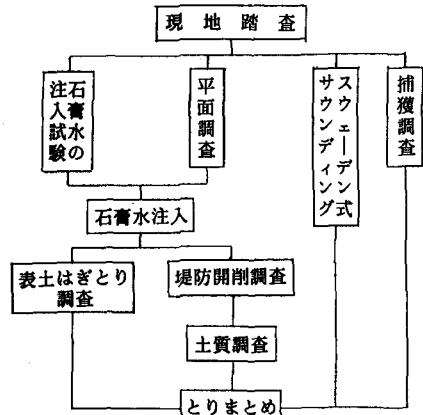 現地踏査
石膏水の
注入試験
平面調査
スウェーデン式
サウンディング
捕獲調査
石膏水注入
表土はぎとり
調査
堤防開削調査
土質調査
とりまとめ